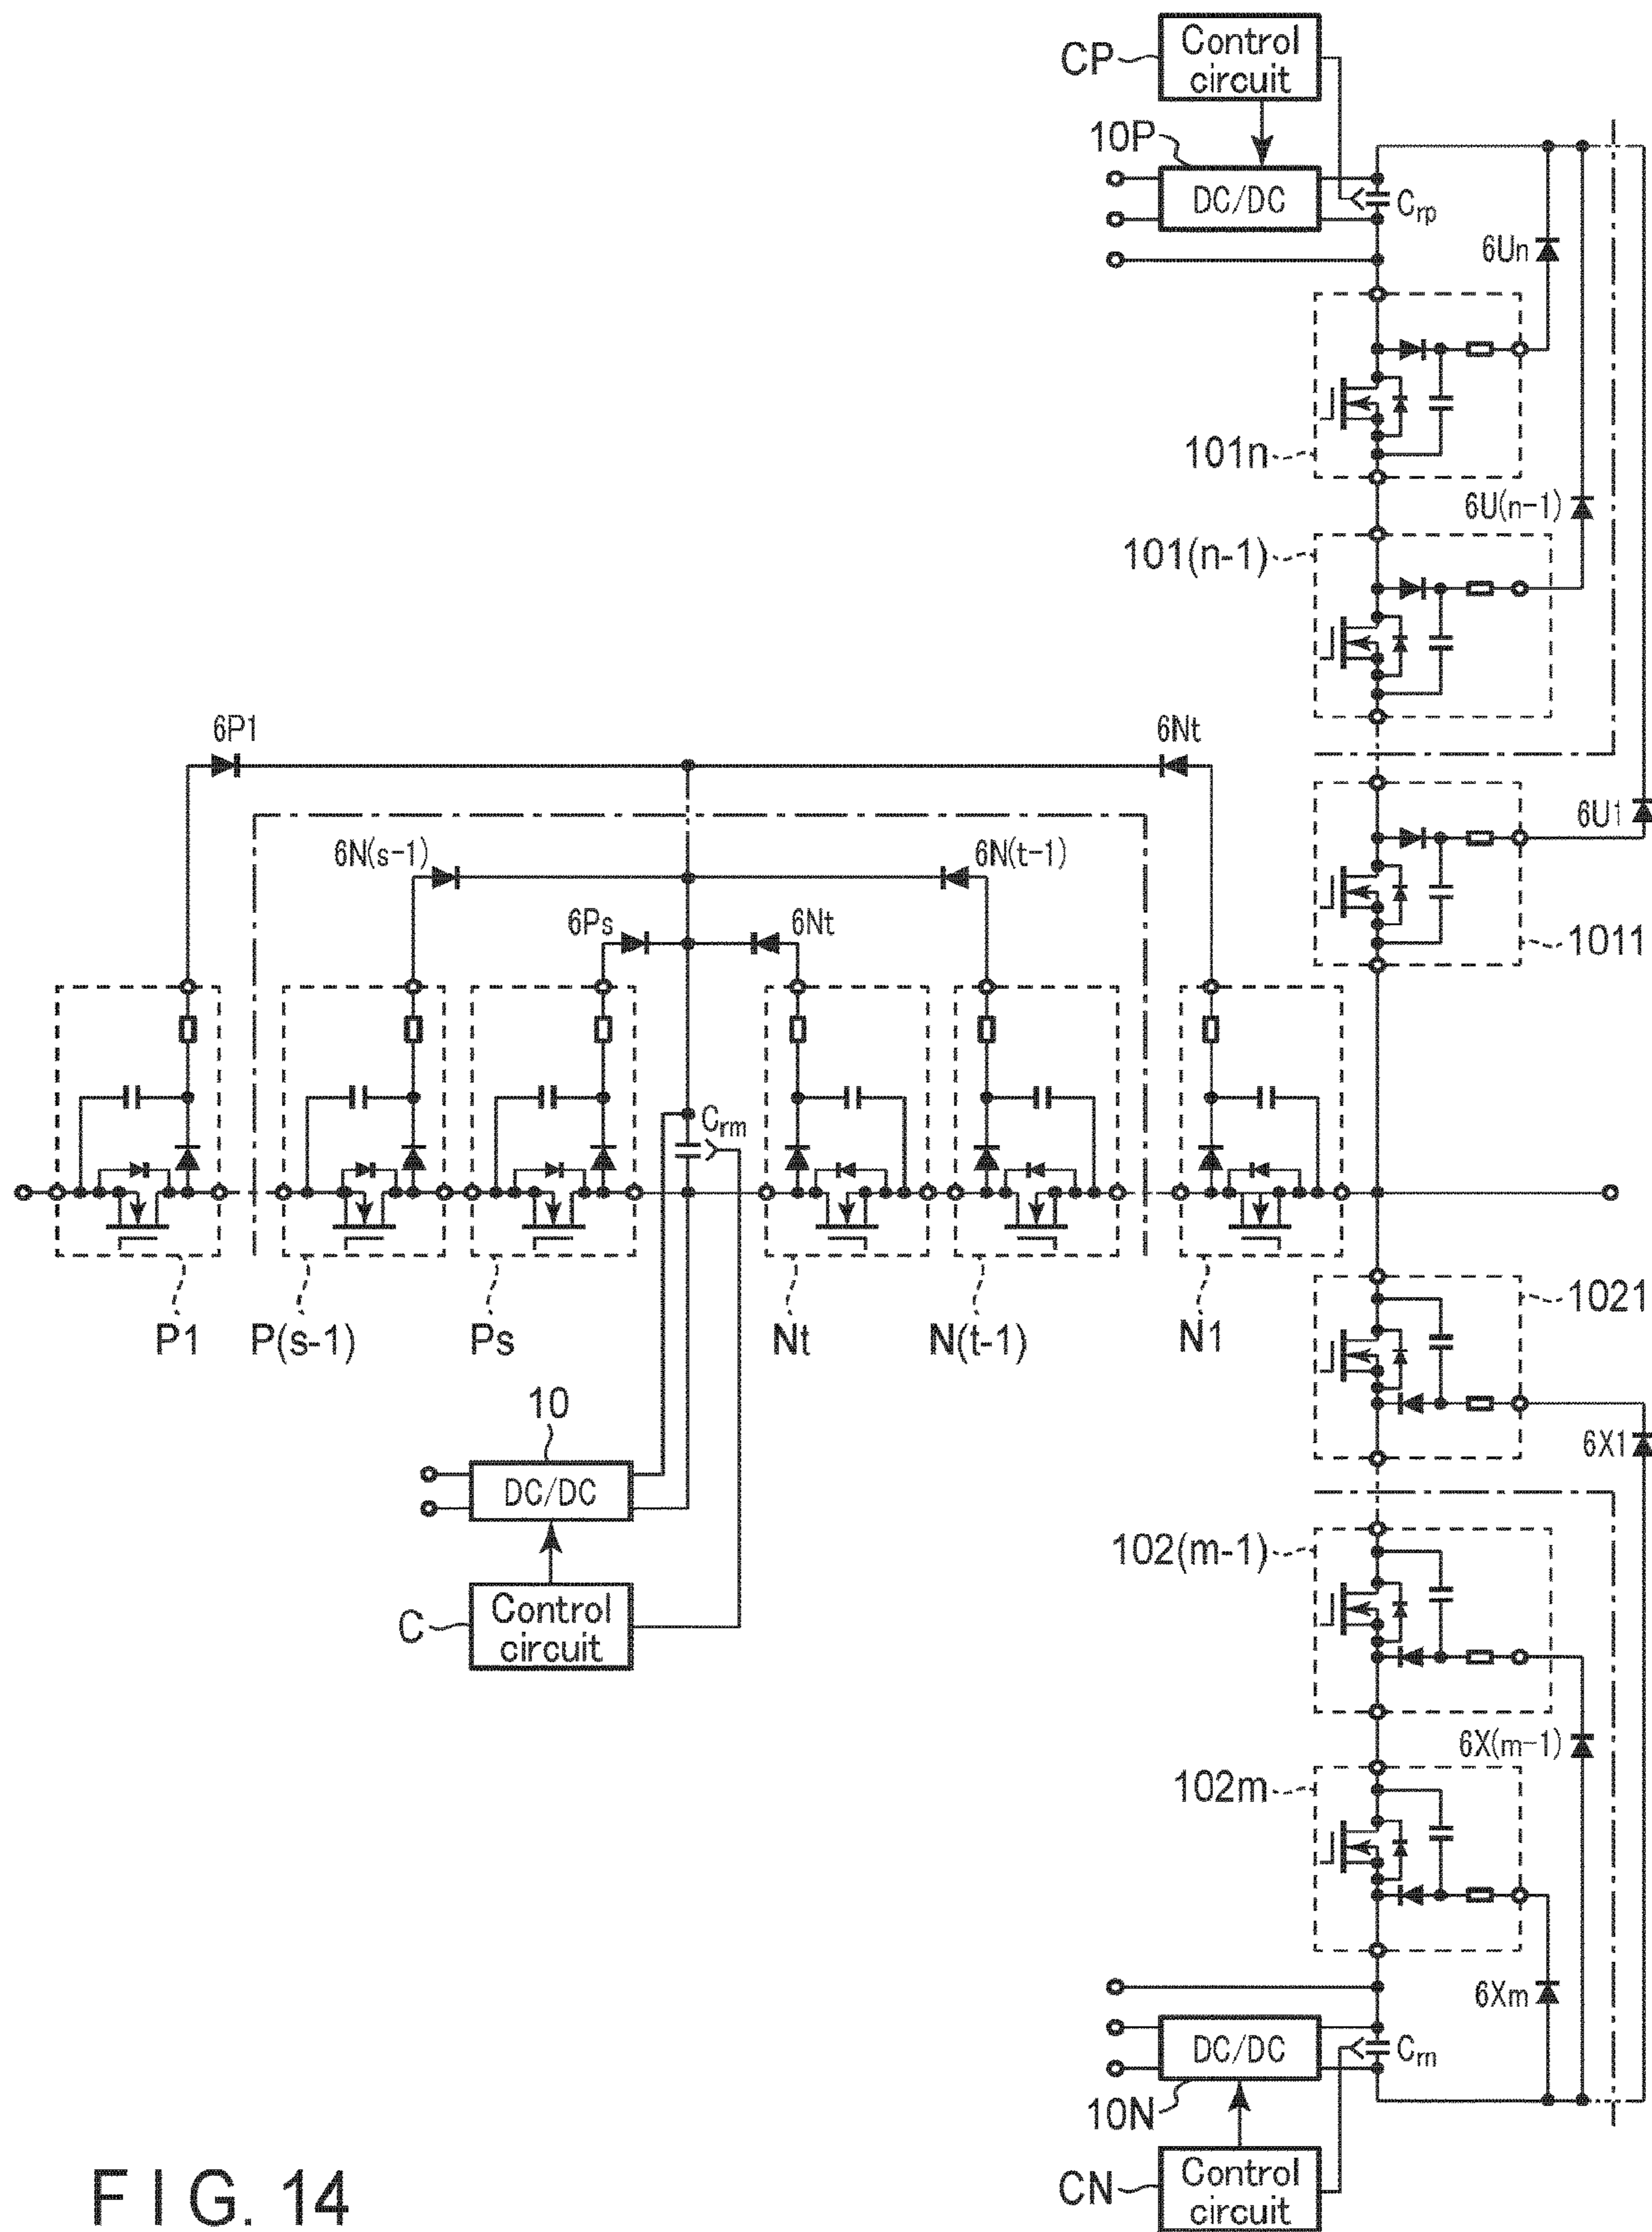 Control
circuit
CP
10P
DC/DC
Crp
6Un
101n
6U(n-1)
101(n-1)
6P1
6Nt
6U1
6N(s-1)
6N(t-1)
6Ps
6Nt
1011
Crm
1021
P1
P(s-1)
Ps
Nt
N(t-1)
N1
10
DC/DC
6X1
102(m-1)
C
Control
circuit
6X(m-1)
102m
6Xm
DC/DC
Crn
10N
CN
Control
circuit
FIG. 14